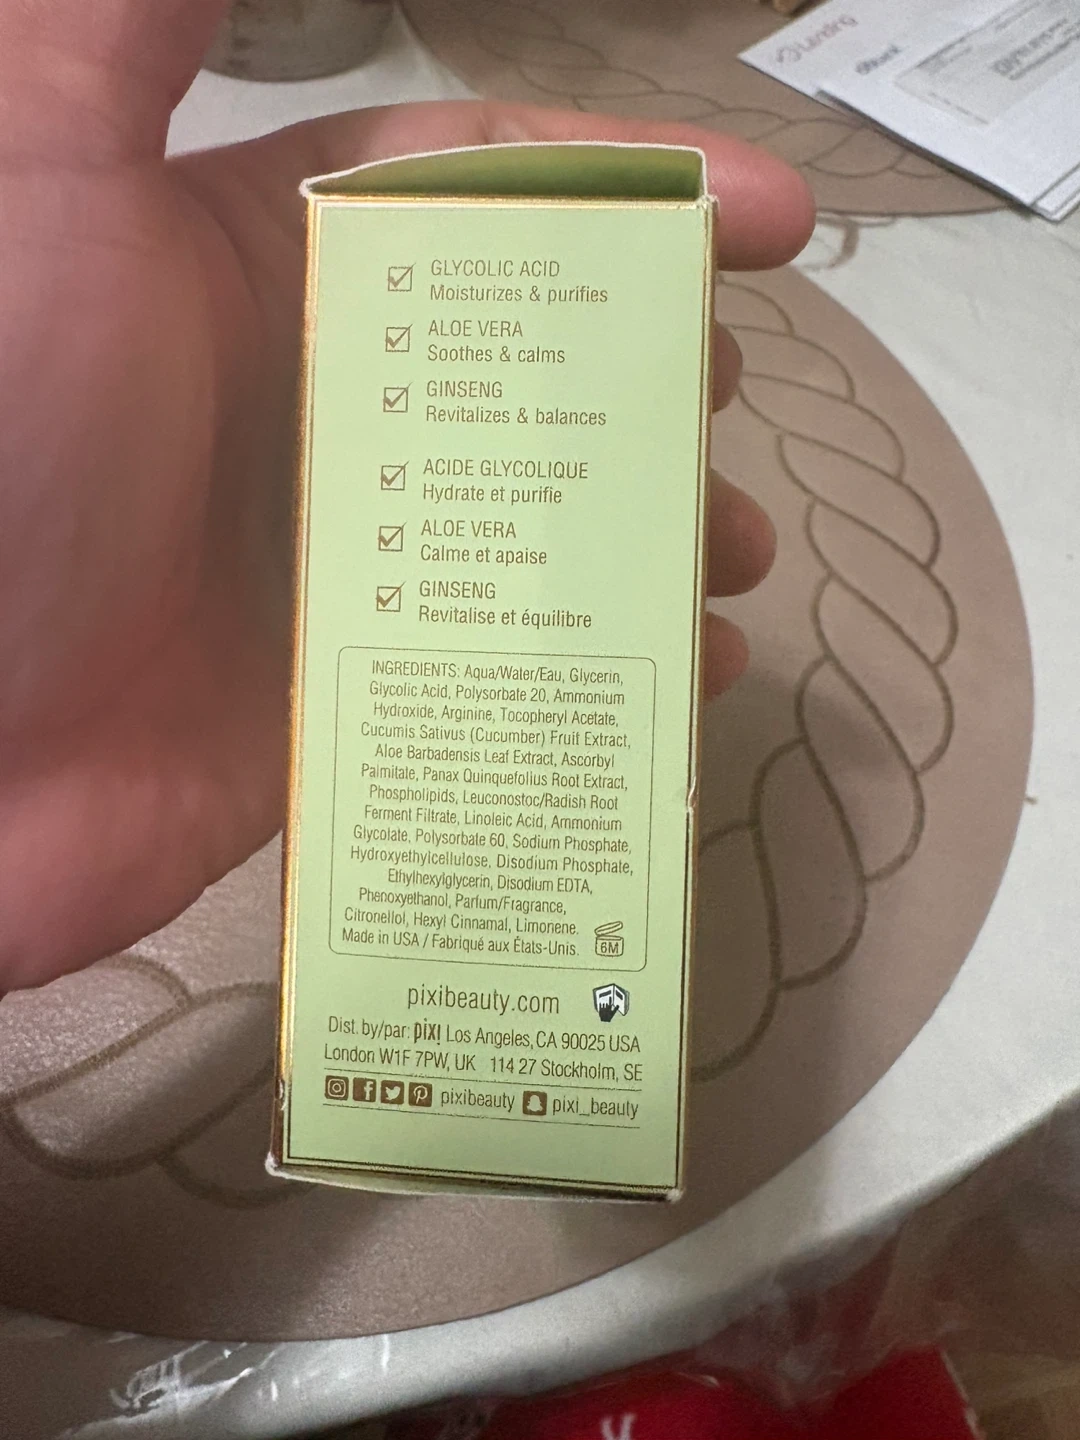 GLYCOLIC ACID
Moisturizes & purifies
ALOE VERA
Soothes & calms
GINSENG
Revitalizes & balances
ACIDE GLYCOLIQUE
Hydrate et purifie
ALOE VERA
Calme et apaise
GINSENG
Revitalise et équilibre
INGREDIENTS: Aqua/Water/Eau, Glycerin,
Glycolic Acid, Polysorbate 20, Ammonium
Hydroxide, Arginine, Tocopheryl Acetate,
Cucumis Sativus (Cucumber) Fruit Extract,
Aloe Barbadensis Leaf Extract, Ascorbyl
Palmitate, Panax Quinquefolius Root Extract,
Phospholipids, Leuconostoc/Radish Root
Ferment Filtrate, Linoleic Acid, Ammonium
Glycolate, Polysorbate 60, Sodium Phosphate,
Hydroxyethylcellulose, Disodium Phosphate,
Ethylhexylglycerin, Disodium EDTA,
Phenoxyethanol, Parfum/Fragrance,
Citronellol, Hexyl Cinnamal, Limonene.
Made in USA / Fabriqué aux États-Unis.
6M
pixibeauty.com
Dist. by/par: pixi Los Angeles, CA 90025 USA
London W1F 7PW, UK 114 27 Stockholm, SE
pixibeauty pixi_beauty